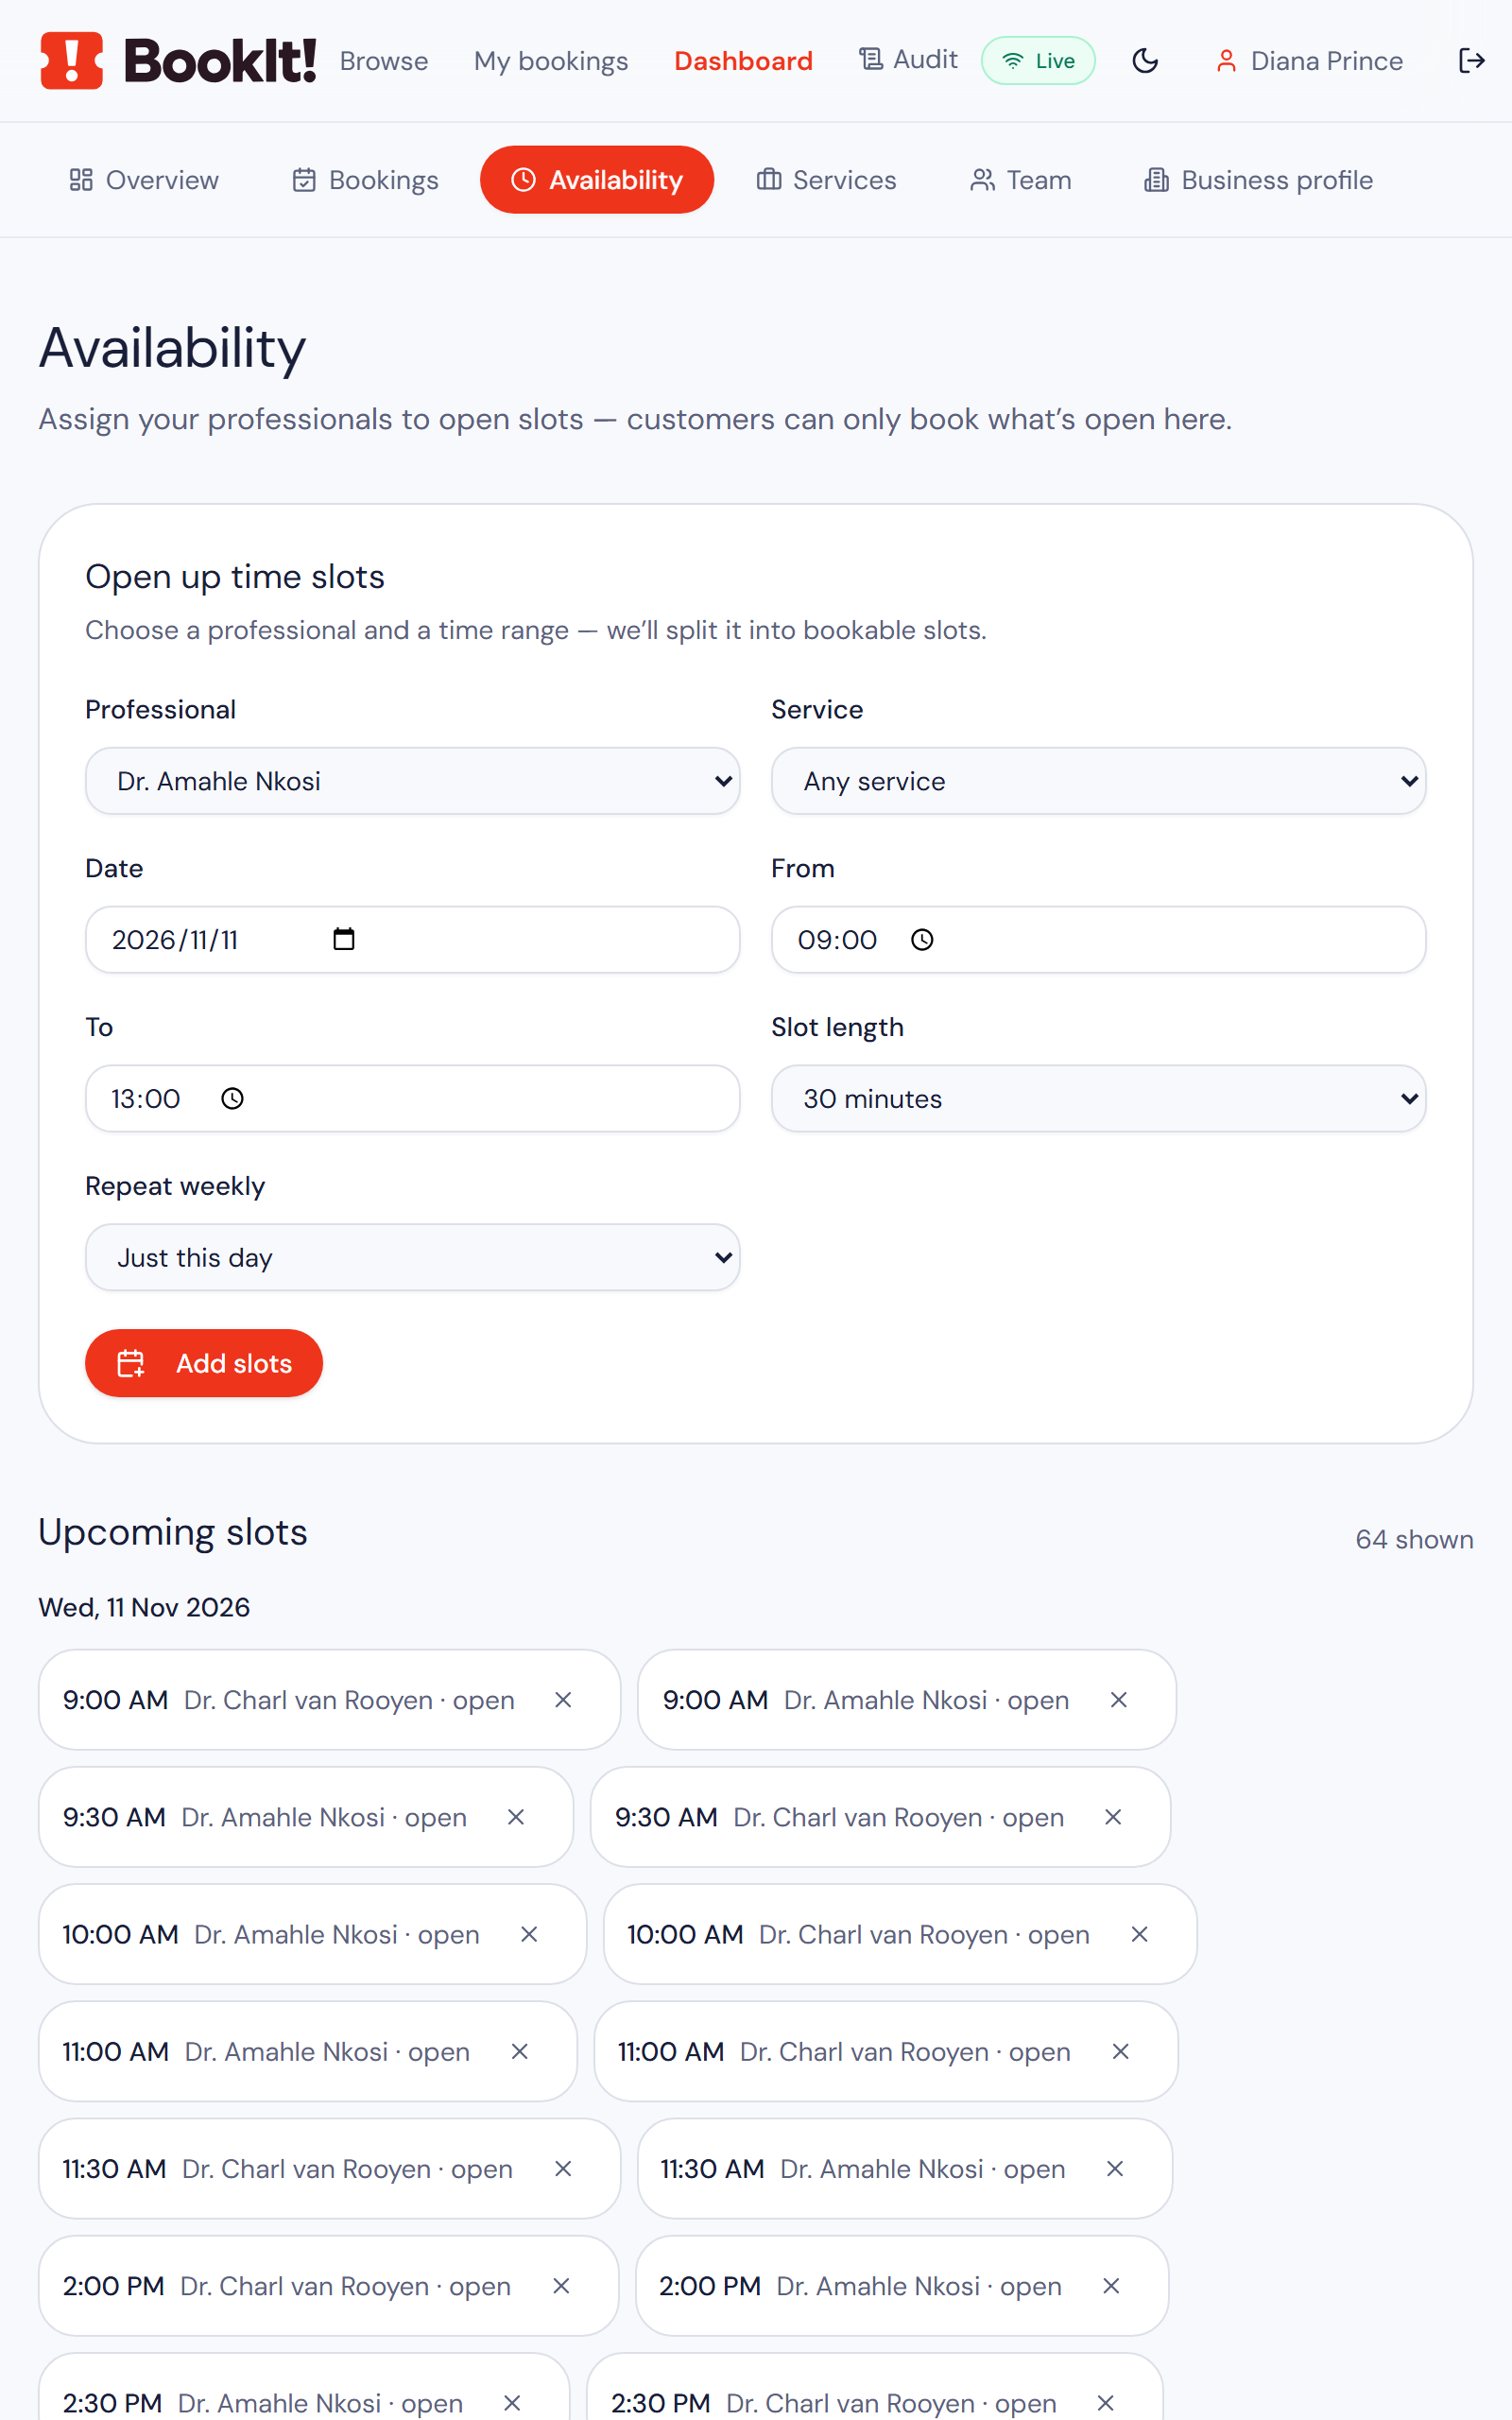 BookIt! Browse My bookings Dashboard Audit Live Diana Prince
Overview Bookings Availability Services Team Business profile
Availability
Assign your professionals to open slots — customers can only book what’s open here.
Open up time slots
Choose a professional and a time range — we’ll split it into bookable slots.
Professional Service
Dr. Amahle Nkosi Any service
Date From
2026/11/11 09:00
To Slot length
13:00 30 minutes
Repeat weekly
Just this day
Add slots
Upcoming slots 64 shown
Wed, 11 Nov 2026
9:00 AM Dr. Charl van Rooyen · open 9:00 AM Dr. Amahle Nkosi · open
9:30 AM Dr. Amahle Nkosi · open 9:30 AM Dr. Charl van Rooyen · open
10:00 AM Dr. Amahle Nkosi · open 10:00 AM Dr. Charl van Rooyen · open
11:00 AM Dr. Amahle Nkosi · open 11:00 AM Dr. Charl van Rooyen · open
11:30 AM Dr. Charl van Rooyen · open 11:30 AM Dr. Amahle Nkosi · open
2:00 PM Dr. Charl van Rooyen · open 2:00 PM Dr. Amahle Nkosi · open
2:30 PM Dr. Amahle Nkosi · open 2:30 PM Dr. Charl van Rooyen · open